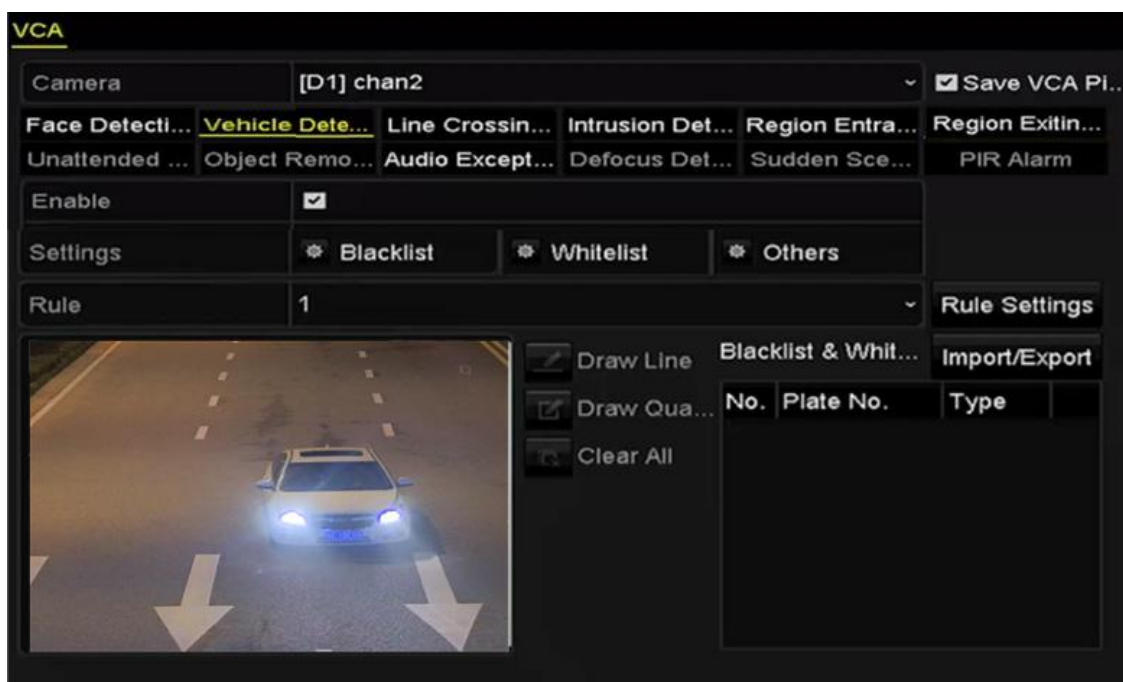 VCA
Camera [D1] chan2 Save VCA Pi..
Face Detecti... Vehicle Dete... Line Crossin... Intrusion Det... Region Entra... Region Exitin...
Unattended ... Object Remo... Audio Except... Defocus Det... Sudden Sce... PIR Alarm
Enable
Settings Blacklist Whitelist Others
Rule 1 Rule Settings
Draw Line Blacklist & Whit... Import/Export
Draw Qua... No. Plate No. Type
Clear All